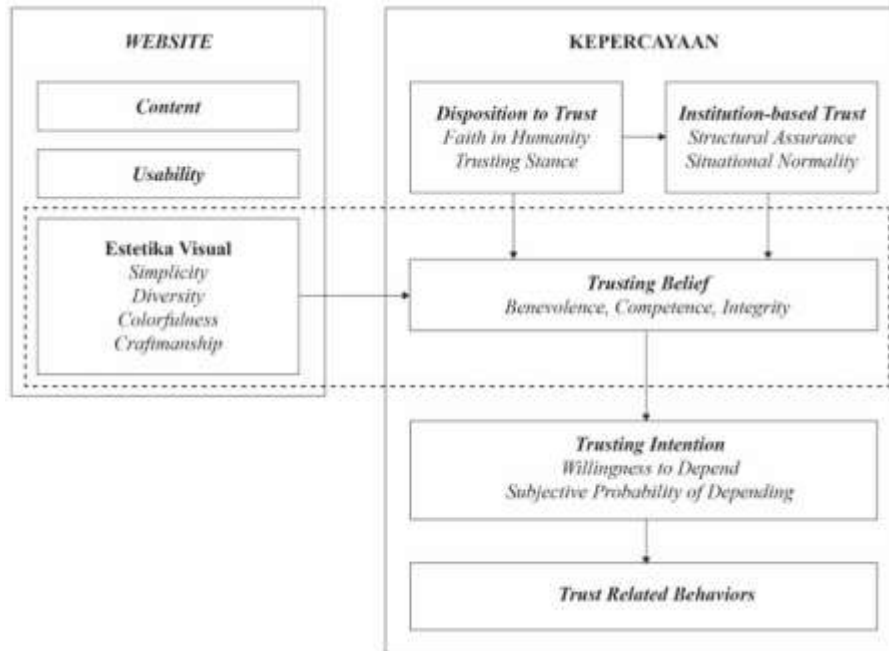 WEBSITE
Content
Usability
Estetika Visual
Simplicity
Diversity
Colorfulness
Craftmanship
KEPERCAYAAN
Disposition to Trust
Faith in Humanity
Trusting Stance
Institution-based Trust
Structural Assurance
Situational Normality
Trusting Belief
Benevolence, Competence, Integrity
Trusting Intention
Willingness to Depend
Subjective Probability of Depending
Trust Related Behaviors